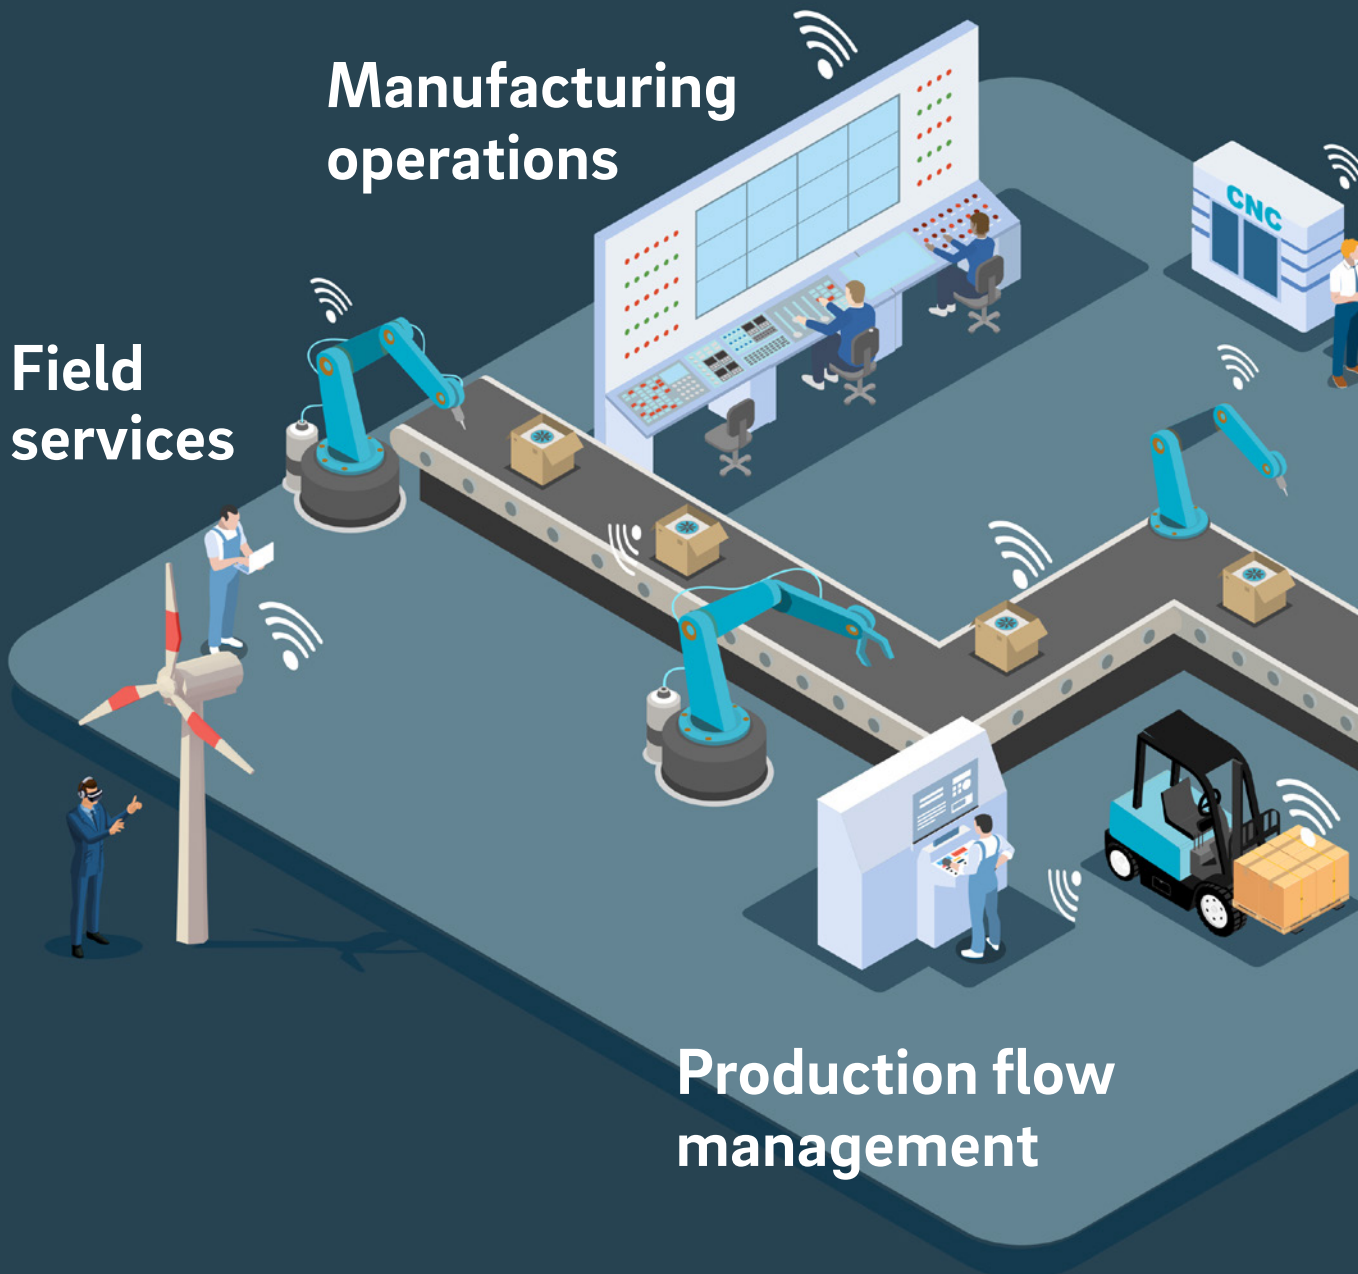 Manufacturing
operations
CNC
Field
services
Production flow
management